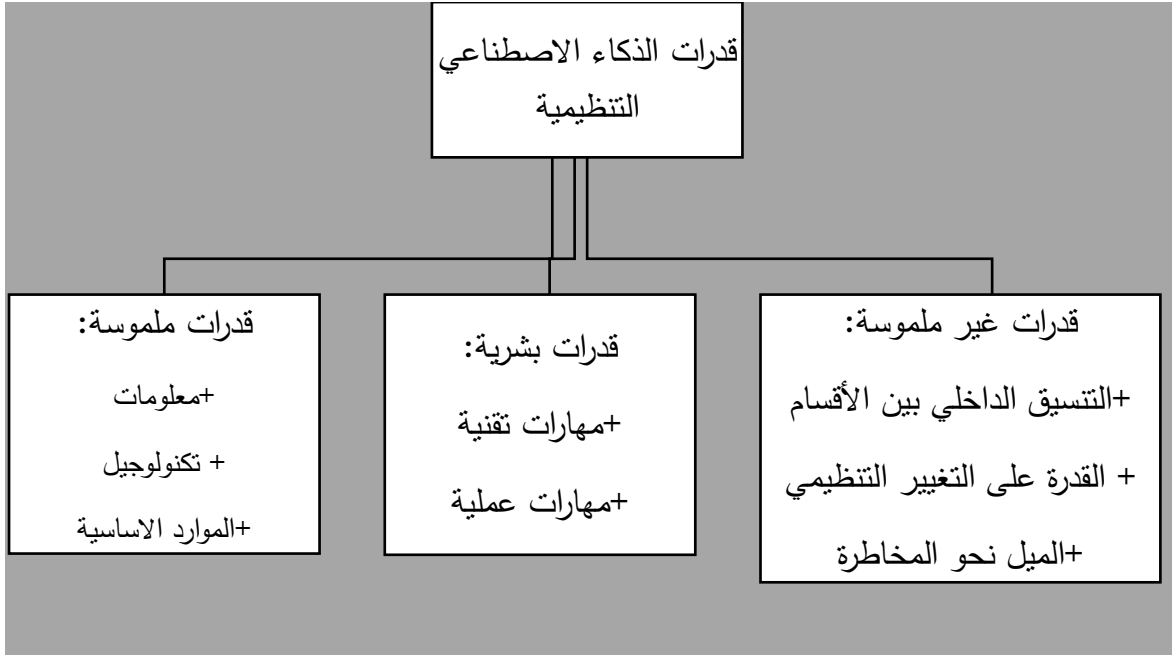 قدرات الذكاء الاصطناعي
التنظيمية
قدرات غير ملموسة:
+التنسيق الداخلي بين الأقسام
+ القدرة على التغيير التنظيمي
+الميل نحو المخاطرة
قدرات بشرية:
+مهارات تقنية
+مهارات عملية
قدرات ملموسة:
+معلومات
+ تكنولوجيل
+الموارد الاساسية